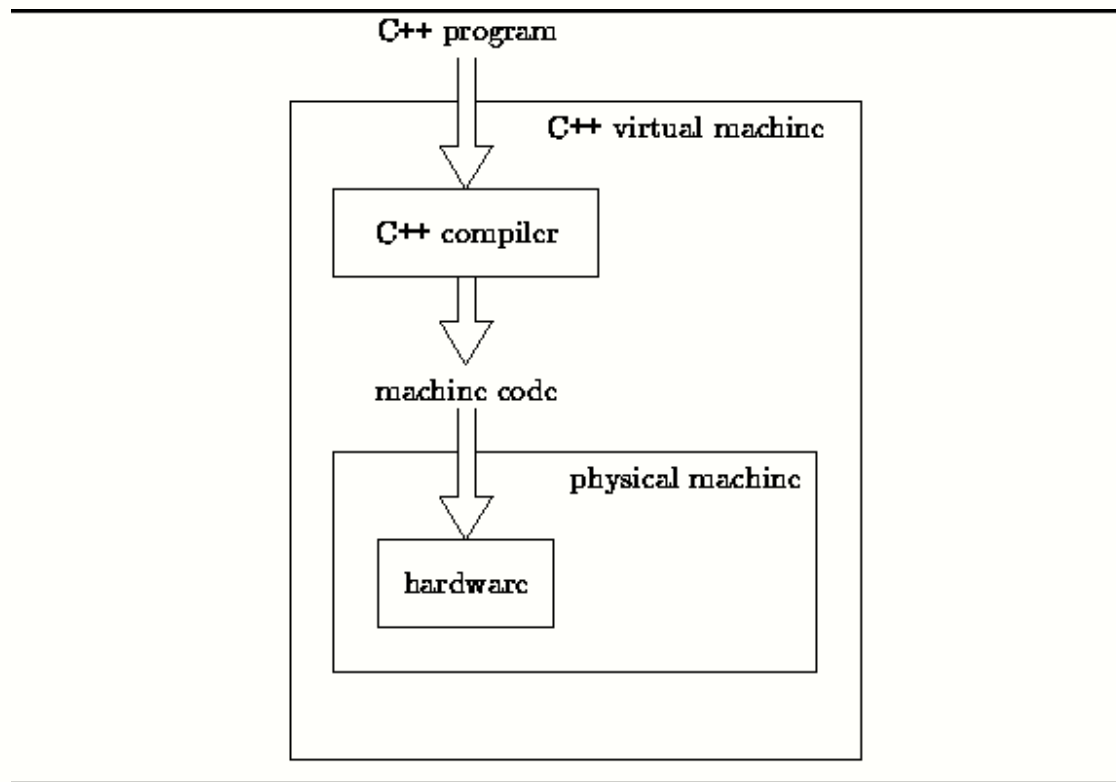 C++ program
C++ virtual machine
C++ compiler
machine code
physical machine
hardware